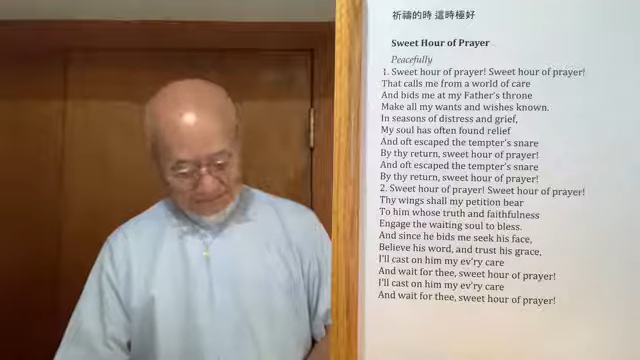 祈禱的時 這時極好
Sweet Hour of Prayer
Peacefully
1. Sweet hour of prayer! Sweet hour of prayer!
That calls me from a world of care
And bids me at my Father's throne
Make all my wants and wishes known.
In seasons of distress and grief,
My soul has often found relief
And oft escaped the tempter's snare
By thy return, sweet hour of prayer!
And oft escaped the tempter's snare
By thy return, sweet hour of prayer!
2. Sweet hour of prayer! Sweet hour of prayer!
Thy wings shall my petition bear
To him whose truth and faithfulness
Engage the waiting soul to bless.
And since he bids me seek his face,
Believe his word, and trust his grace,
I'll cast on him my ev'ry care
And wait for thee, sweet hour of prayer!
I'll cast on him my ev'ry care
And wait for thee, sweet hour of prayer!